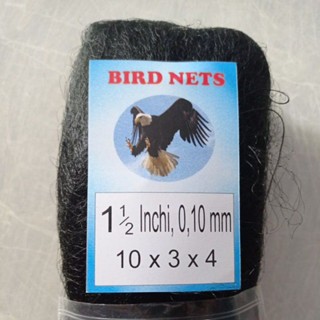 BIRD NETS
1 1/2 Inchi, 0,10 mm
10 x 3 x 4